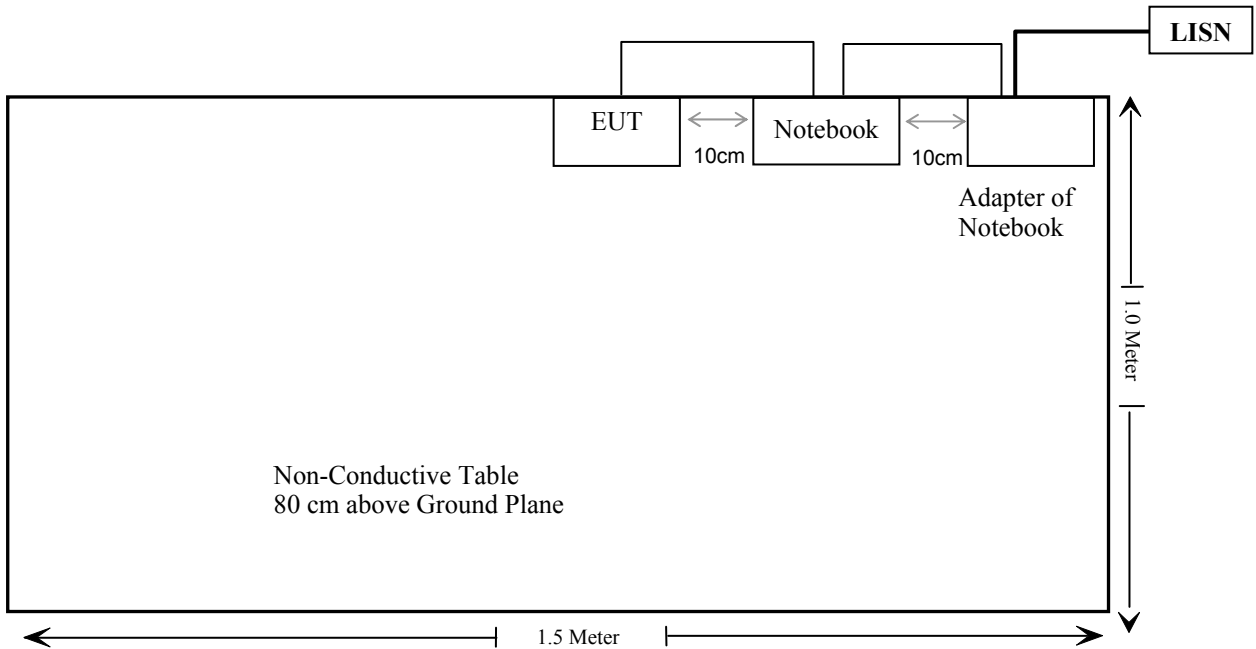 LISN
EUT
Notebook
10cm
10cm
Adapter of
Notebook
1.0 Meter
Non-Conductive Table
80 cm above Ground Plane
1.5 Meter